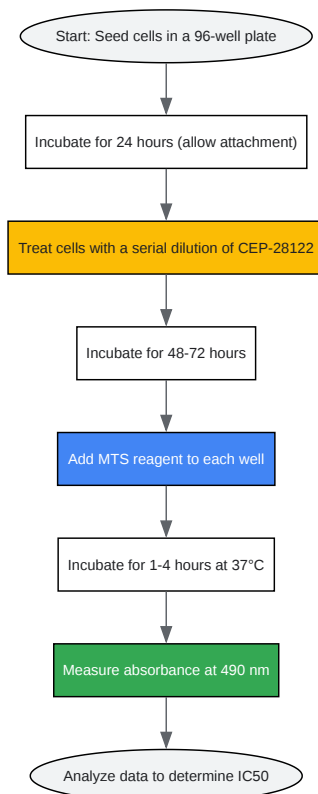 Start: Seed cells in a 96-well plate
Incubate for 24 hours (allow attachment)
Treat cells with a serial dilution of CEP-28122
Incubate for 48-72 hours
Add MTS reagent to each well
Incubate for 1-4 hours at 37°C
Measure absorbance at 490 nm
Analyze data to determine IC50